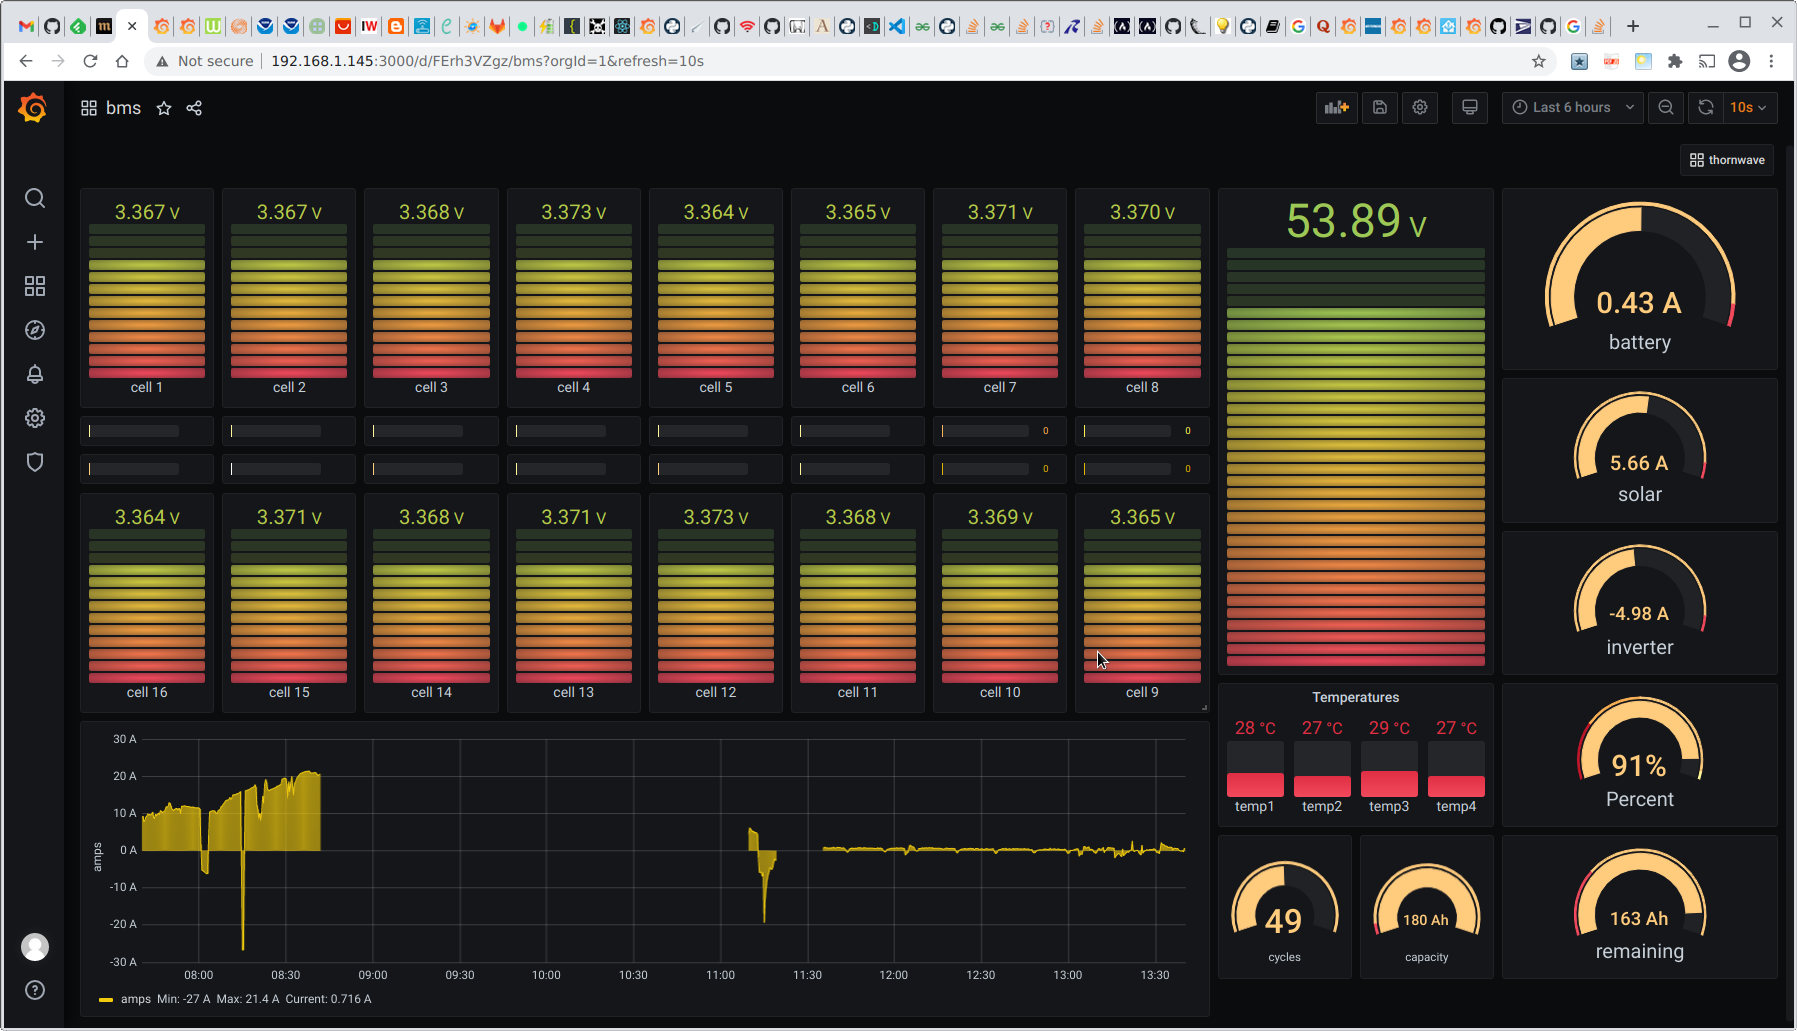 Not secure 192.168.1.145:3000/d/FErh3VZgz/bms?orgId=1&refresh=10s
bms
Last 6 hours
10s
thornwave
3.367 V 3.367 V 3.368 V 3.373 V 3.364 V 3.365 V 3.371 V 3.370 V
cell 1 cell 2 cell 3 cell 4 cell 5 cell 6 cell 7 cell 8
0 0
0 0
3.364 V 3.371 V 3.368 V 3.371 V 3.373 V 3.368 V 3.369 V 3.365 V
cell 16 cell 15 cell 14 cell 13 cell 12 cell 11 cell 10 cell 9
53.89 V
0.43 A
battery
5.66 A
solar
-4.98 A
inverter
Temperatures
28 °C 27 °C 29 °C 27 °C
temp1 temp2 temp3 temp4
91%
Percent
49
cycles
180 Ah
capacity
163 Ah
remaining
amps
30 A
20 A
10 A
0 A
-10 A
-20 A
-30 A
08:00 08:30 09:00 09:30 10:00 10:30 11:00 11:30 12:00 12:30 13:00 13:30
amps Min: -27 A Max: 21.4 A Current: 0.716 A